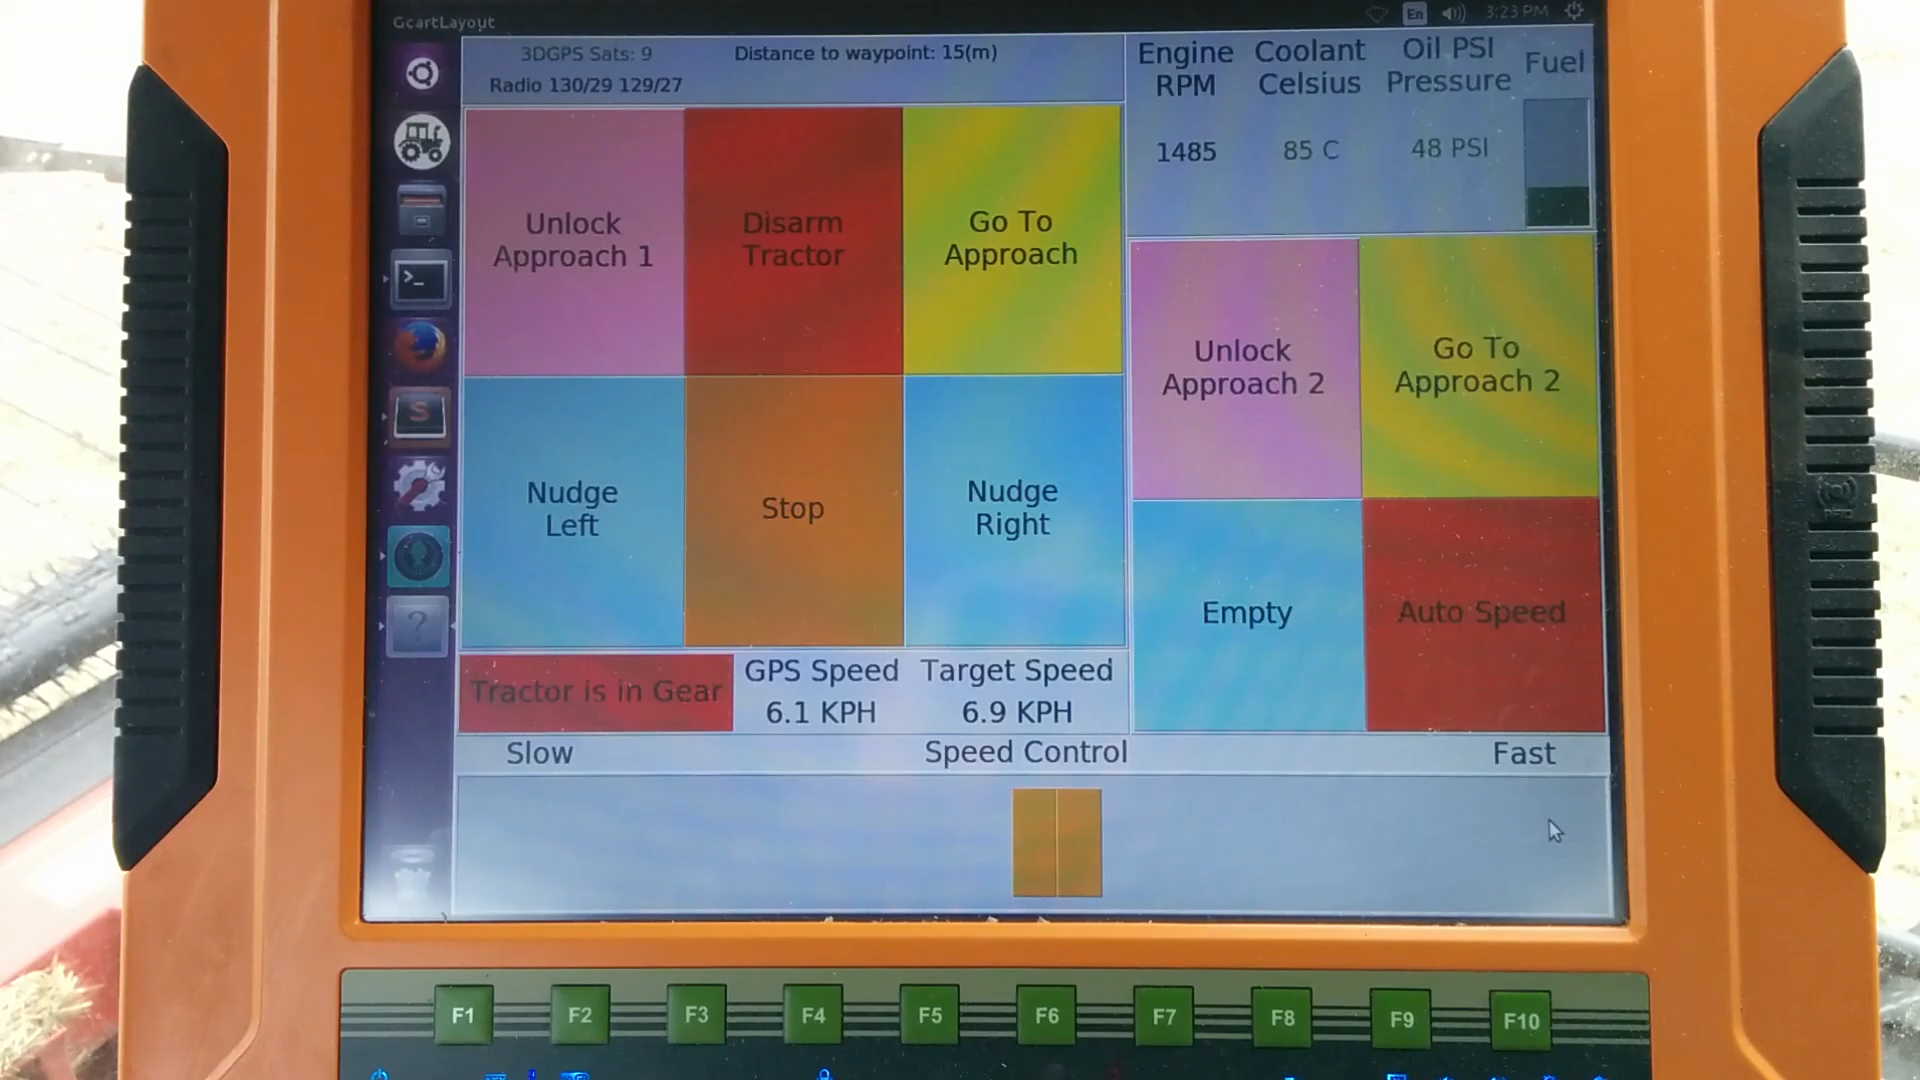 GcartLayout
En
3:23 PM
3DGPS Sats: 9
Distance to waypoint: 15(m)
Radio 130/29 129/27
Engine
RPM
1485
Coolant
Celsius
85 C
Oil PSI
Pressure
48 PSI
Fuel
Unlock
Approach 1
Disarm
Tractor
Go To
Approach
Unlock
Approach 2
Go To
Approach 2
Nudge
Left
Stop
Nudge
Right
Empty
Auto Speed
Tractor is in Gear
GPS Speed
6.1 KPH
Target Speed
6.9 KPH
Slow
Speed Control
Fast
>_
S
?
F1
F2
F3
F4
F5
F6
F7
F8
F9
F10